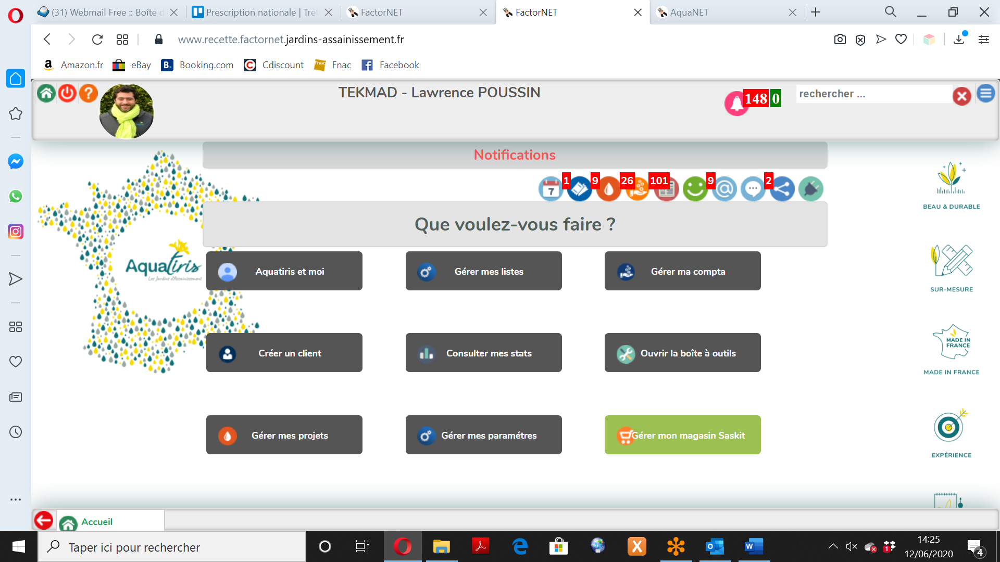 (31) Webmail Free :: Boîte d
Prescription nationale | Trel
FactorNET
FactorNET
AquaNET
www.recette.factornet.jardins-assainissement.fr
Amazon.fr
eBay
Booking.com
Cdiscount
Fnac
Facebook
TEKMAD - Lawrence POUSSIN
148 0
rechercher ...
Notifications
1 9 26 101 9 2
7
Que voulez-vous faire ?
Aquatiris
Les Jardins d'Assainissement
Aquatiris et moi
Gérer mes listes
Gérer ma compta
Créer un client
Consulter mes stats
Ouvrir la boîte à outils
Gérer mes projets
Gérer mes paramétres
Gérer mon magasin Saskit
BEAU & DURABLE
SUR-MESURE
MADE IN
FRANCE
MADE IN FRANCE
EXPÉRIENCE
Accueil
Taper ici pour rechercher
14:25
12/06/2020
4